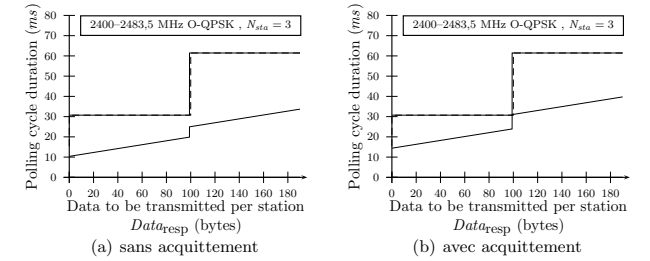 2400–2483,5 MHz O-QPSK , Nsta = 3
Polling cycle duration (ms)
80
70
60
50
40
30
20
10
0
0 20 40 60 80 100 120 140 160 180
Data to be transmitted per station
Dataresp (bytes)
(a) sans acquittement
2400–2483,5 MHz O-QPSK , Nsta = 3
Polling cycle duration (ms)
80
70
60
50
40
30
20
10
0
0 20 40 60 80 100 120 140 160 180
Data to be transmitted per station
Dataresp (bytes)
(b) avec acquittement